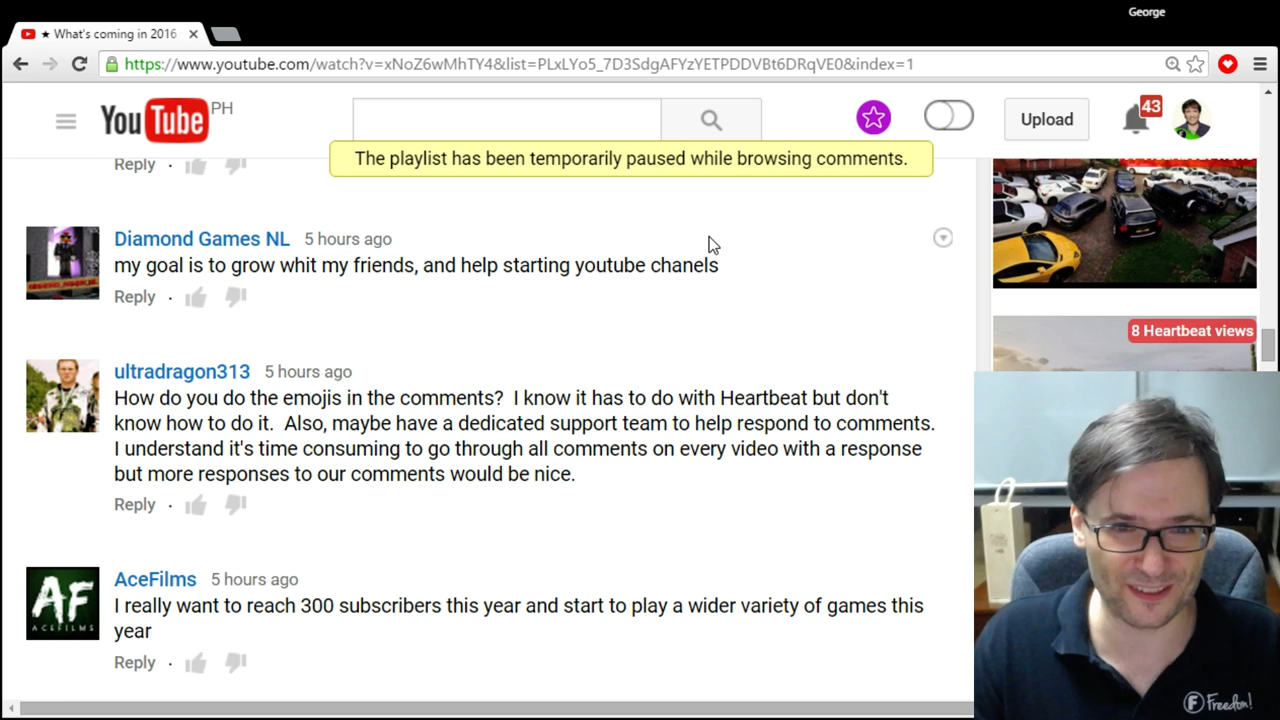 George
★ What's coming in 2016
https://www.youtube.com/watch?v=xNoZ6wMhTY4&list=PLxLYo5_7D3SdgAFYzYETPDDVBt6DRqVE0&index=1
YouTube PH
Upload
43
The playlist has been temporarily paused while browsing comments.
Reply
Diamond Games NL 5 hours ago
my goal is to grow whit my friends, and help starting youtube chanels
Reply
8 Heartbeat views
ultradragon313 5 hours ago
How do you do the emojis in the comments? I know it has to do with Heartbeat but don't
know how to do it. Also, maybe have a dedicated support team to help respond to comments.
I understand it's time consuming to go through all comments on every video with a response
but more responses to our comments would be nice.
Reply
AF
ACEFILMS
AceFilms 5 hours ago
I really want to reach 300 subscribers this year and start to play a wider variety of games this
year
Reply
F Freedom!